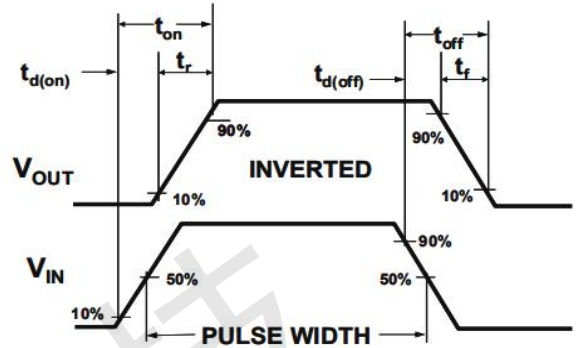 ton
toff
td(on)
tr
td(off)
tf
90%
90%
VOUT
INVERTED
10%
10%
VIN
90%
50%
50%
10%
PULSE WIDTH